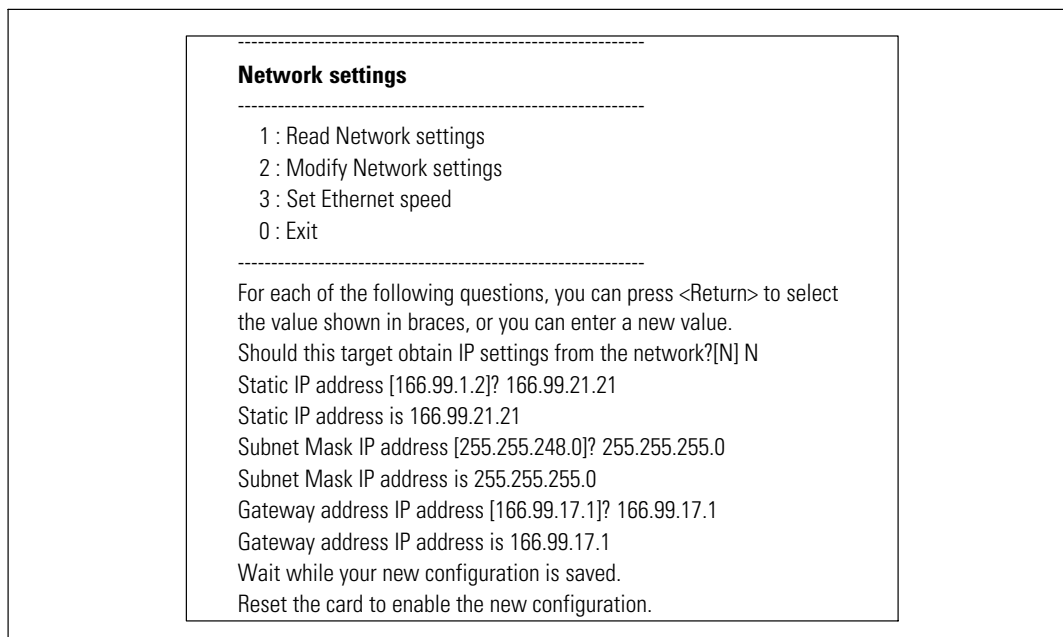 -------------------------------------------------------------
Network settings
-------------------------------------------------------------
1 : Read Network settings
2 : Modify Network settings
3 : Set Ethernet speed
0 : Exit
-------------------------------------------------------------
For each of the following questions, you can press <Return> to select
the value shown in braces, or you can enter a new value.
Should this target obtain IP settings from the network?[N] N
Static IP address [166.99.1.2]? 166.99.21.21
Static IP address is 166.99.21.21
Subnet Mask IP address [255.255.248.0]? 255.255.255.0
Subnet Mask IP address is 255.255.255.0
Gateway address IP address [166.99.17.1]? 166.99.17.1
Gateway address IP address is 166.99.17.1
Wait while your new configuration is saved.
Reset the card to enable the new configuration.